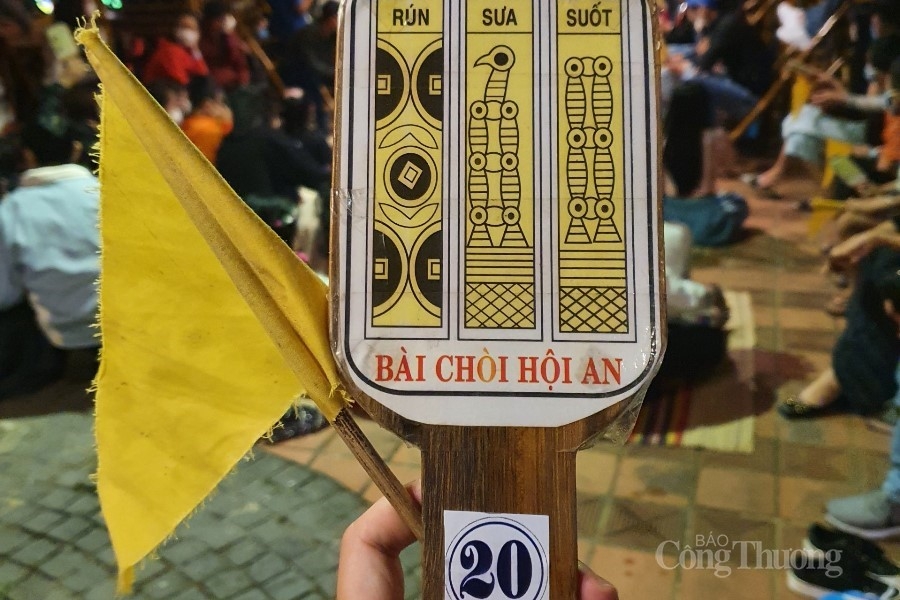 RÚN SƯA SUỐT
BÀI CHÒI HỘI AN
20
BÁO
Công Thương